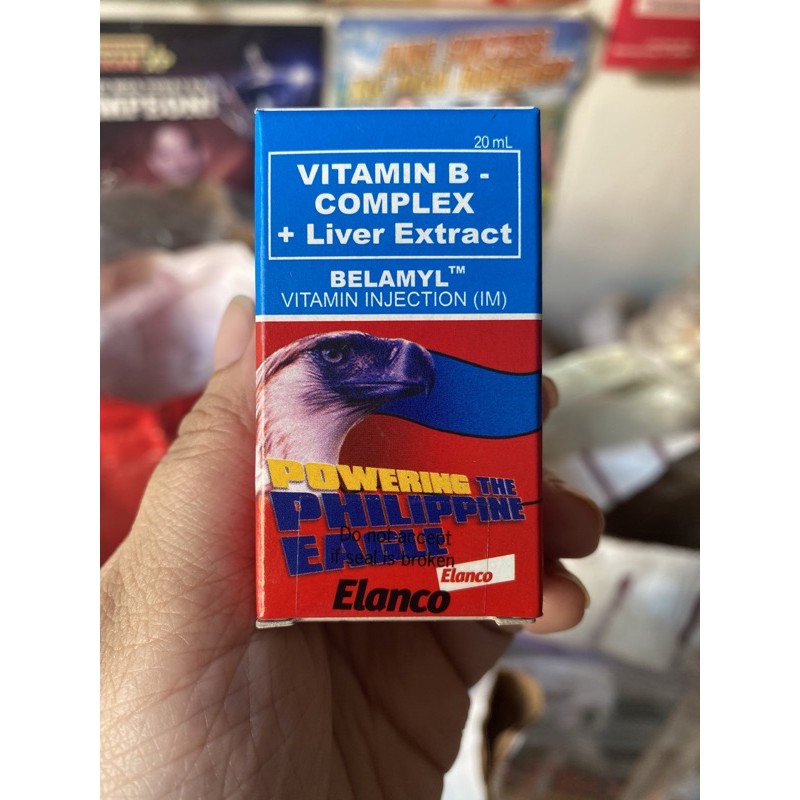 20 mL
VITAMIN B -
COMPLEX
+ Liver Extract
BELAMYL™
VITAMIN INJECTION (IM)
POWERING THE
PHILIPPINE
EAGLE
Do not accept
if seal is broken
Elanco
Elanco